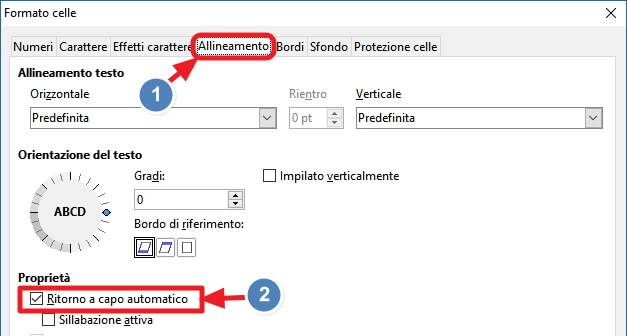 Formato celle
Numeri Carattere Effetti carattere Allineamento Bordi Sfondo Protezione celle
Allineamento testo
1
Orizzontale Rientro Verticale
Predefinita 0 pt Predefinita
Orientazione del testo
Gradi: Impilato verticalmente
ABCD 0
Bordo di riferimento:
Proprietà
Ritorno a capo automatico 2
Sillabazione attiva